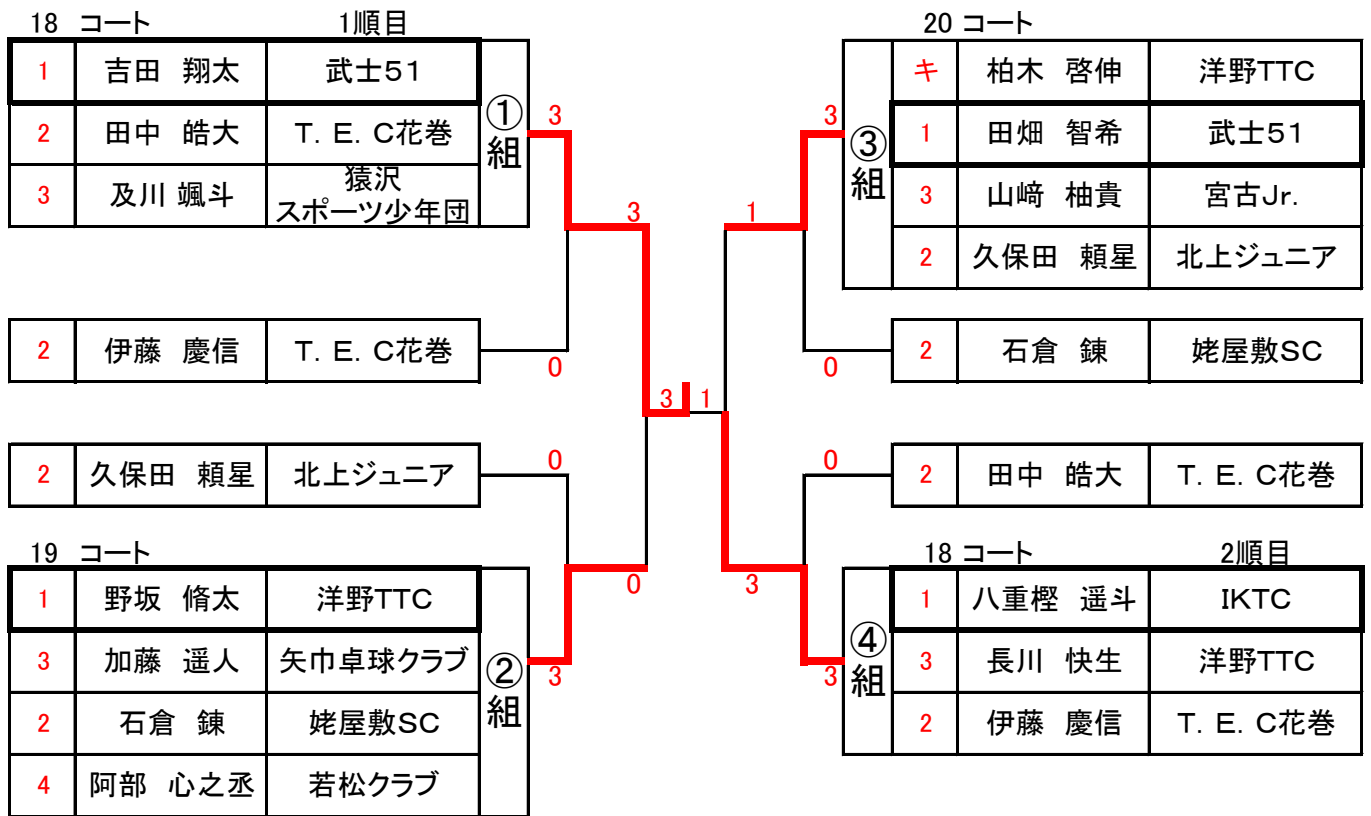 18 コート 1順目
1 吉田 翔太 武士51
2 田中 皓大 T. E. C花巻
3 及川 颯斗 猿沢
スポーツ少年団
①
組
3
3
2 伊藤 慶信 T. E. C花巻
0
2 久保田 頼星 北上ジュニア
0
19 コート
1 野坂 脩太 洋野TTC
3 加藤 遥人 矢巾卓球クラブ
2 石倉 錬 姥屋敷SC
4 阿部 心之丞 若松クラブ
②
組
3
0
3 1
20 コート
キ 柏木 啓伸 洋野TTC
1 田畑 智希 武士51
3 山﨑 柚貴 宮古Jr.
2 久保田 頼星 北上ジュニア
③
組
3
1
2 石倉 錬 姥屋敷SC
0
2 田中 皓大 T. E. C花巻
0
18 コート 2順目
1 八重樫 遥斗 IKTC
3 長川 快生 洋野TTC
2 伊藤 慶信 T. E. C花巻
④
組
3
3